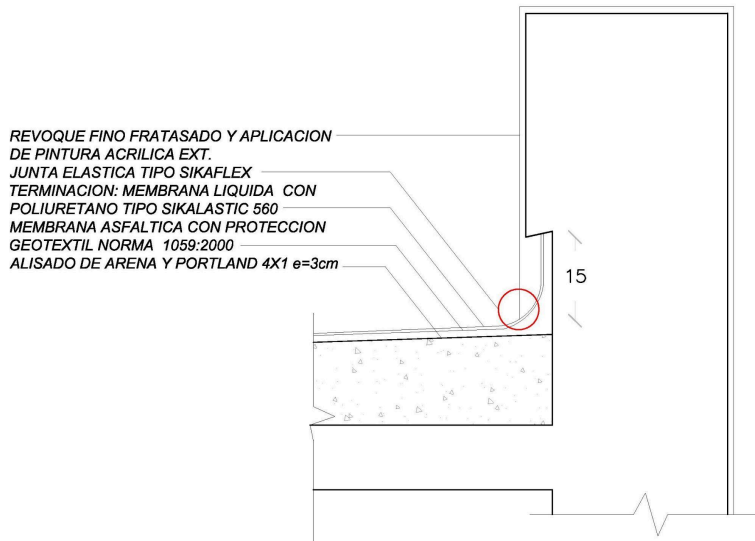 REVOQUE FINO FRATASADO Y APLICACION
DE PINTURA ACRILICA EXT.
JUNTA ELASTICA TIPO SIKAFLEX
TERMINACION: MEMBRANA LIQUIDA CON
POLIURETANO TIPO SIKALASTIC 560
MEMBRANA ASFALTICA CON PROTECCION
GEOTEXTIL NORMA 1059:2000
ALISADO DE ARENA Y PORTLAND 4X1 e=3cm
15